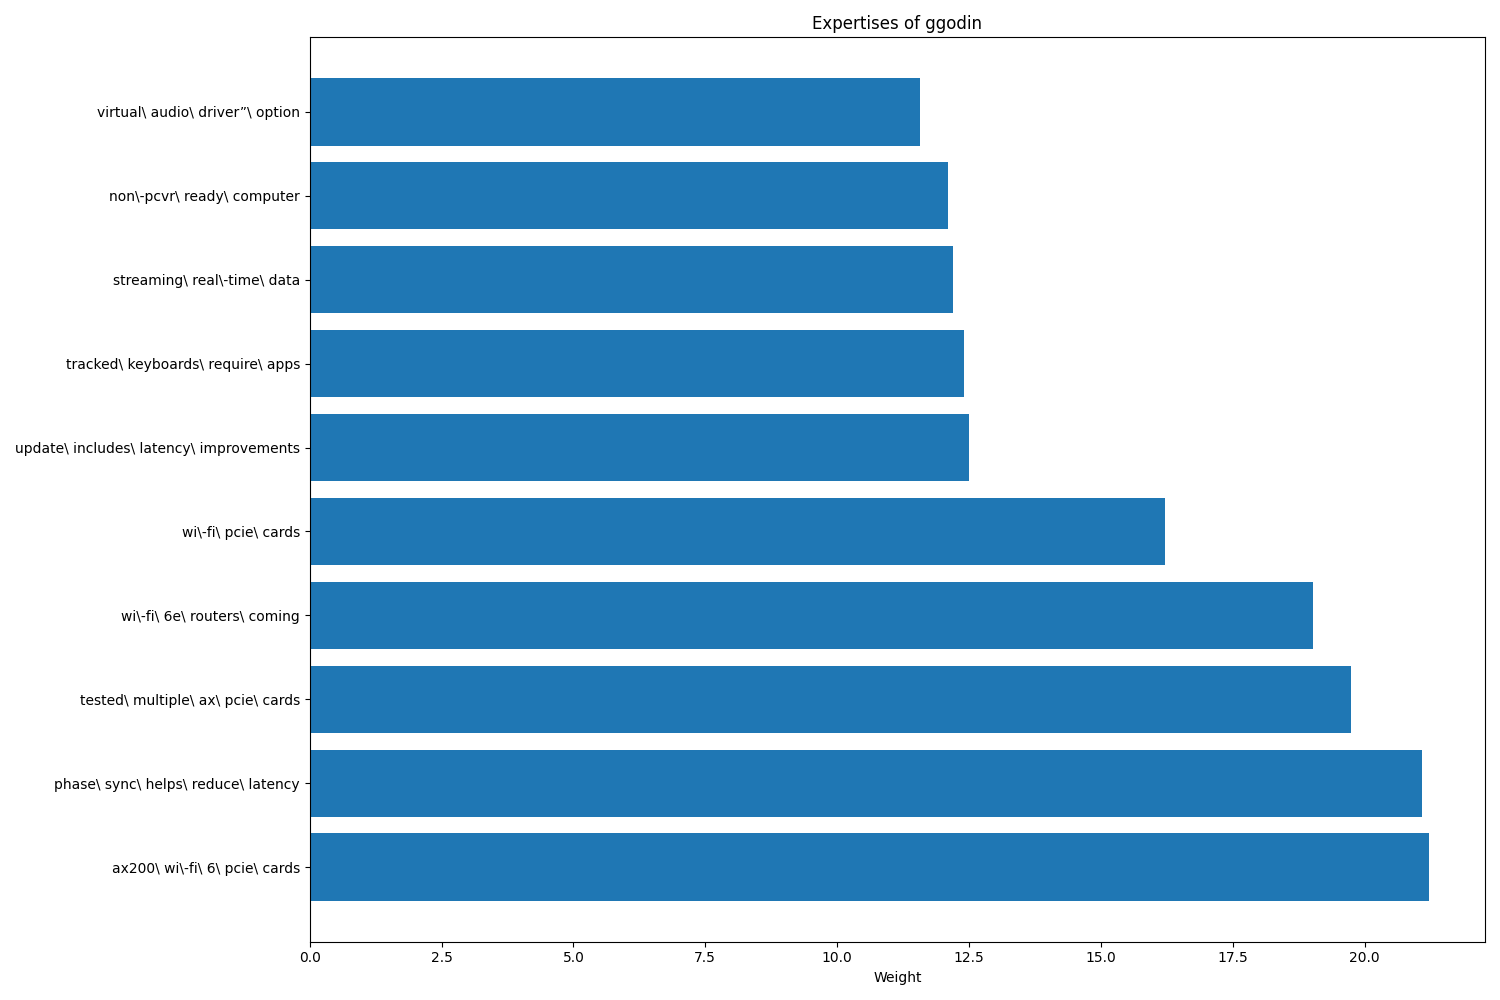 Expertises of ggodin
virtual\ audio\ driver”\ option
non\-pcvr\ ready\ computer
streaming\ real\-time\ data
tracked\ keyboards\ require\ apps
update\ includes\ latency\ improvements
wi\-fi\ pcie\ cards
wi\-fi\ 6e\ routers\ coming
tested\ multiple\ ax\ pcie\ cards
phase\ sync\ helps\ reduce\ latency
ax200\ wi\-fi\ 6\ pcie\ cards
0.0 2.5 5.0 7.5 10.0 12.5 15.0 17.5 20.0
Weight